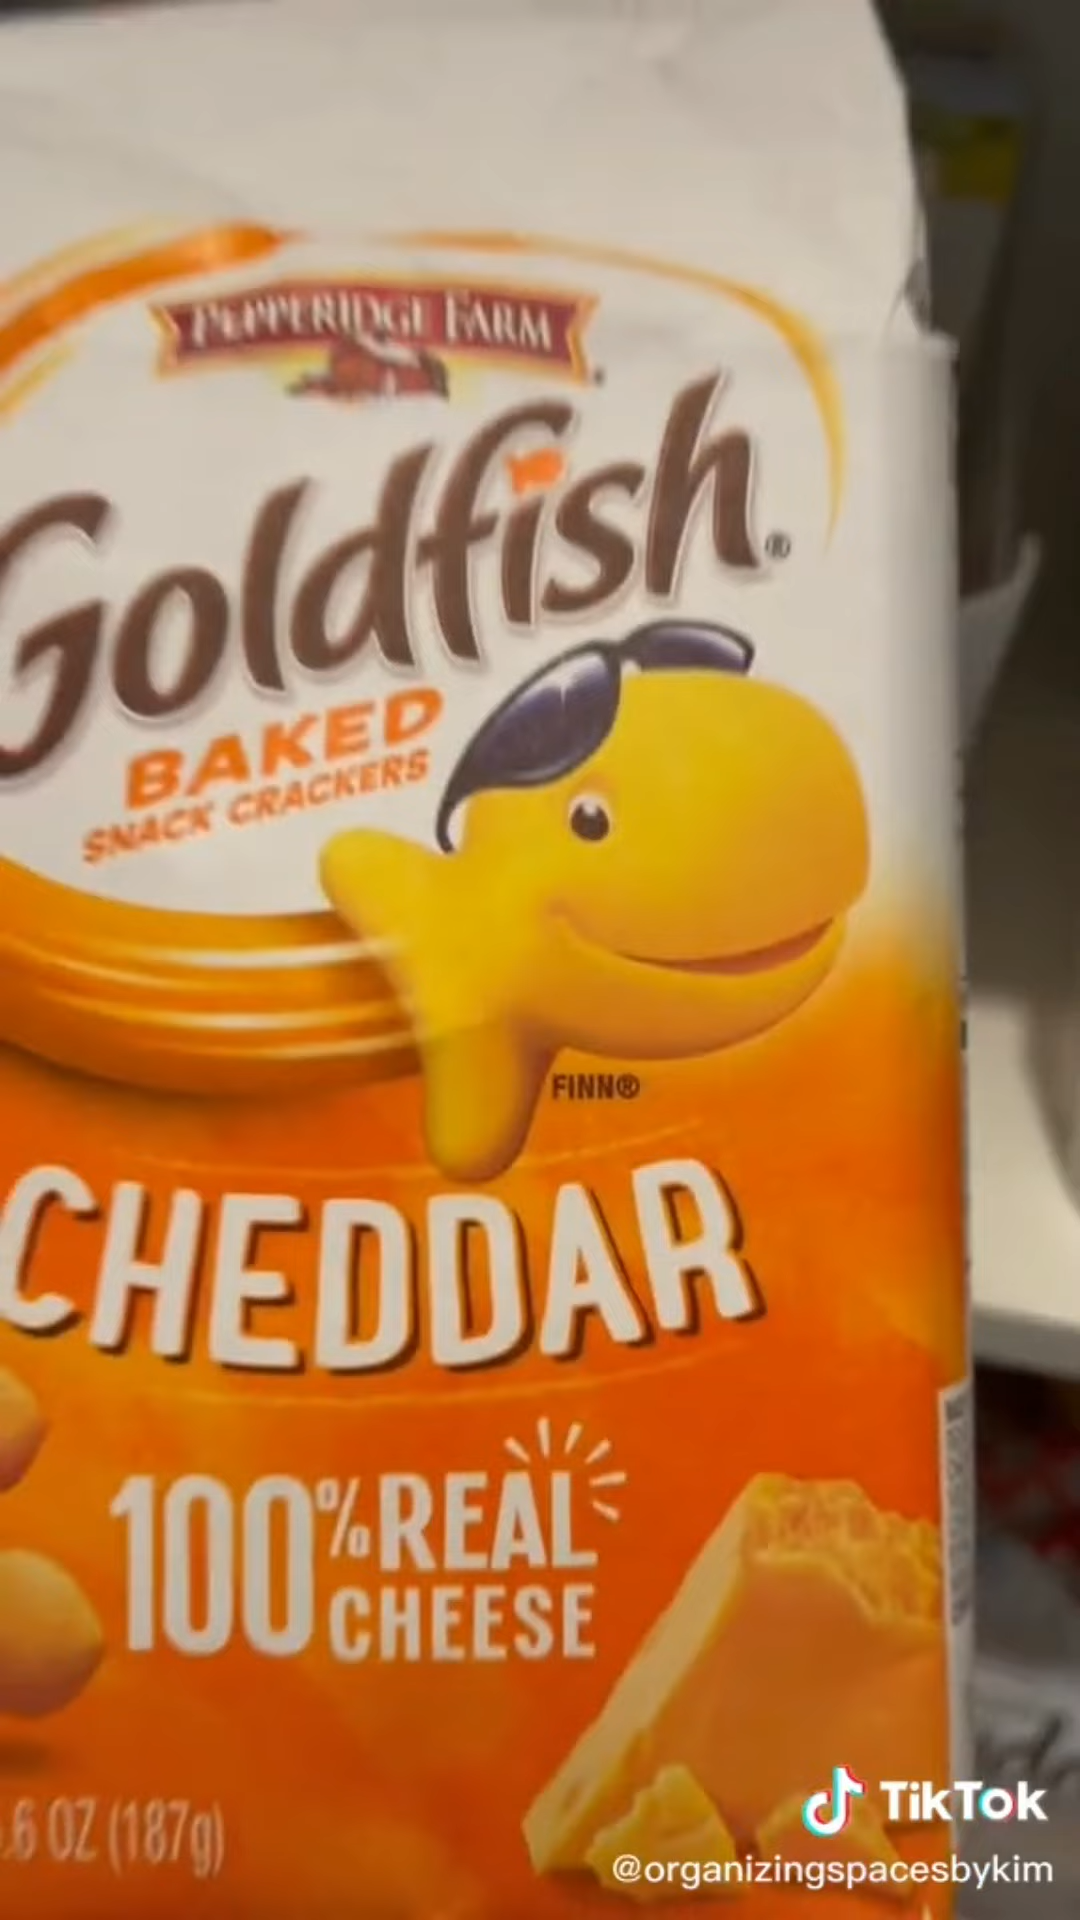 PEPPERIDGE FARM
Goldfish®
BAKED
SNACK CRACKERS
FINN®
CHEDDAR
100% REAL
CHEESE
.6 OZ (187g)
TikTok
@organizingspacesbykim